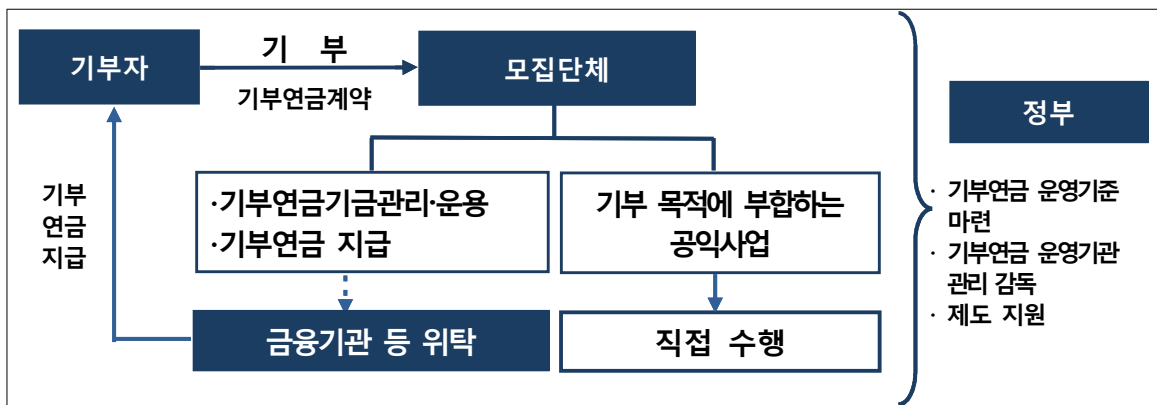 기부자
기 부
기부연금계약
모집단체
정부
기부
연금
지급
·기부연금기금관리·운용
·기부연금 지급
기부 목적에 부합하는
공익사업
금융기관 등 위탁
직접 수행
· 기부연금 운영기준
마련
· 기부연금 운영기관
관리 감독
· 제도 지원